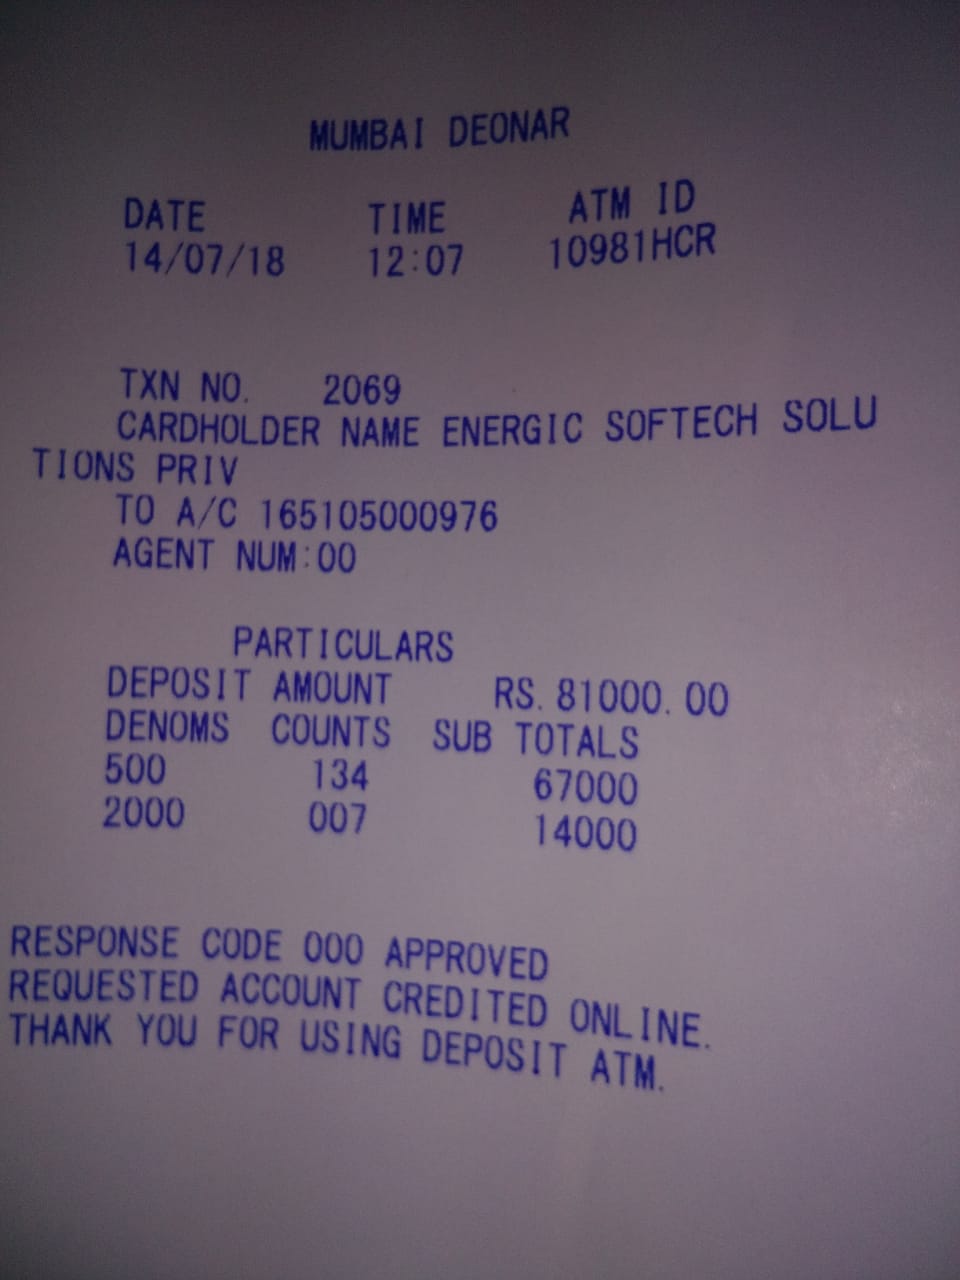 MUMBAI DEONAR
DATE TIME ATM ID
14/07/18 12:07 10981HCR
TXN NO. 2069
CARDHOLDER NAME ENERGIC SOFTECH SOLU
TIONS PRIV
TO A/C 165105000976
AGENT NUM:00
PARTICULARS
DEPOSIT AMOUNT RS. 81000.00
DENOMS COUNTS SUB TOTALS
500 134 67000
2000 007 14000
RESPONSE CODE 000 APPROVED
REQUESTED ACCOUNT CREDITED ONLINE.
THANK YOU FOR USING DEPOSIT ATM.